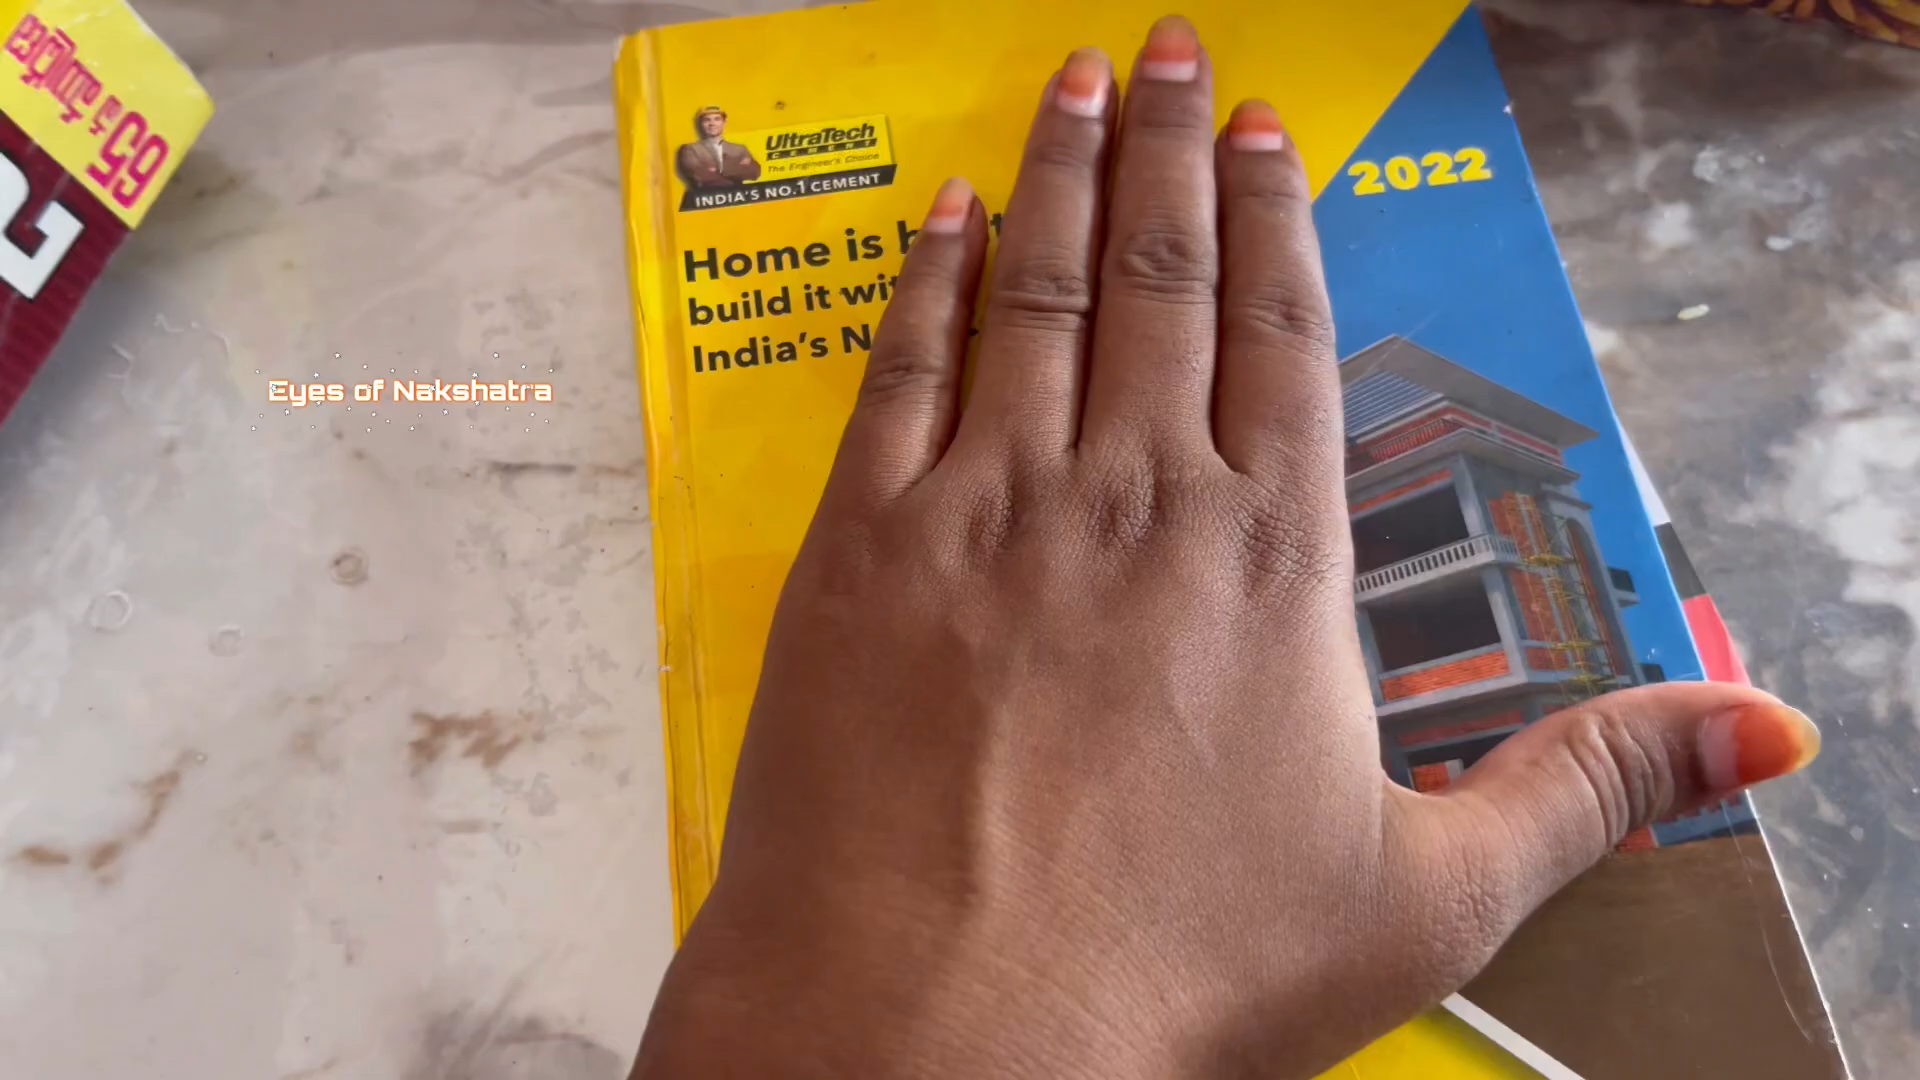 65
UltraTech
CEMENT
The Engineer's Choice
INDIA'S NO.1 CEMENT
2022
Home is
build it
India's
Eyes of Nakshatra